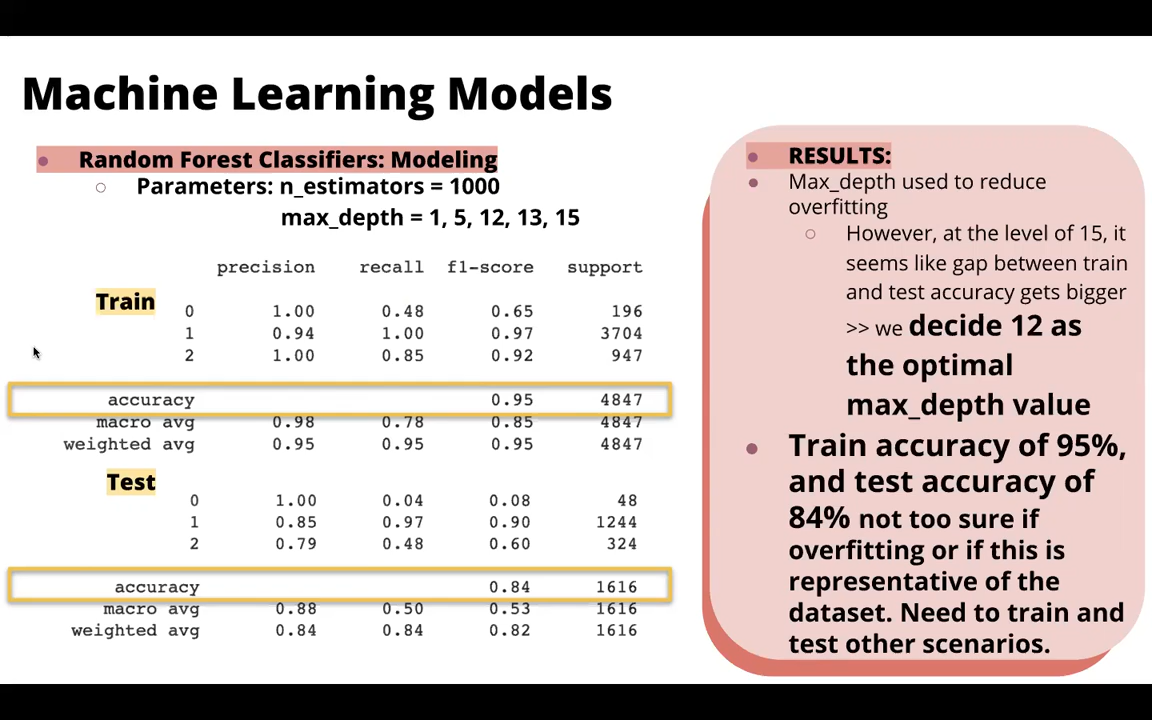 Machine Learning Models
Random Forest Classifiers: Modeling
Parameters: n_estimators = 1000
max_depth = 1, 5, 12, 13, 15
precision recall f1-score support
Train
0 1.00 0.48 0.65 196
1 0.94 1.00 0.97 3704
2 1.00 0.85 0.92 947
accuracy 0.95 4847
macro avg 0.98 0.78 0.85 4847
weighted avg 0.95 0.95 0.95 4847
Test
0 1.00 0.04 0.08 48
1 0.85 0.97 0.90 1244
2 0.79 0.48 0.60 324
accuracy 0.84 1616
macro avg 0.88 0.50 0.53 1616
weighted avg 0.84 0.84 0.82 1616
RESULTS:
Max_depth used to reduce
overfitting
However, at the level of 15, it
seems like gap between train
and test accuracy gets bigger
>> we decide 12 as
the optimal
max_depth value
Train accuracy of 95%,
and test accuracy of
84% not too sure if
overfitting or if this is
representative of the
dataset. Need to train and
test other scenarios.